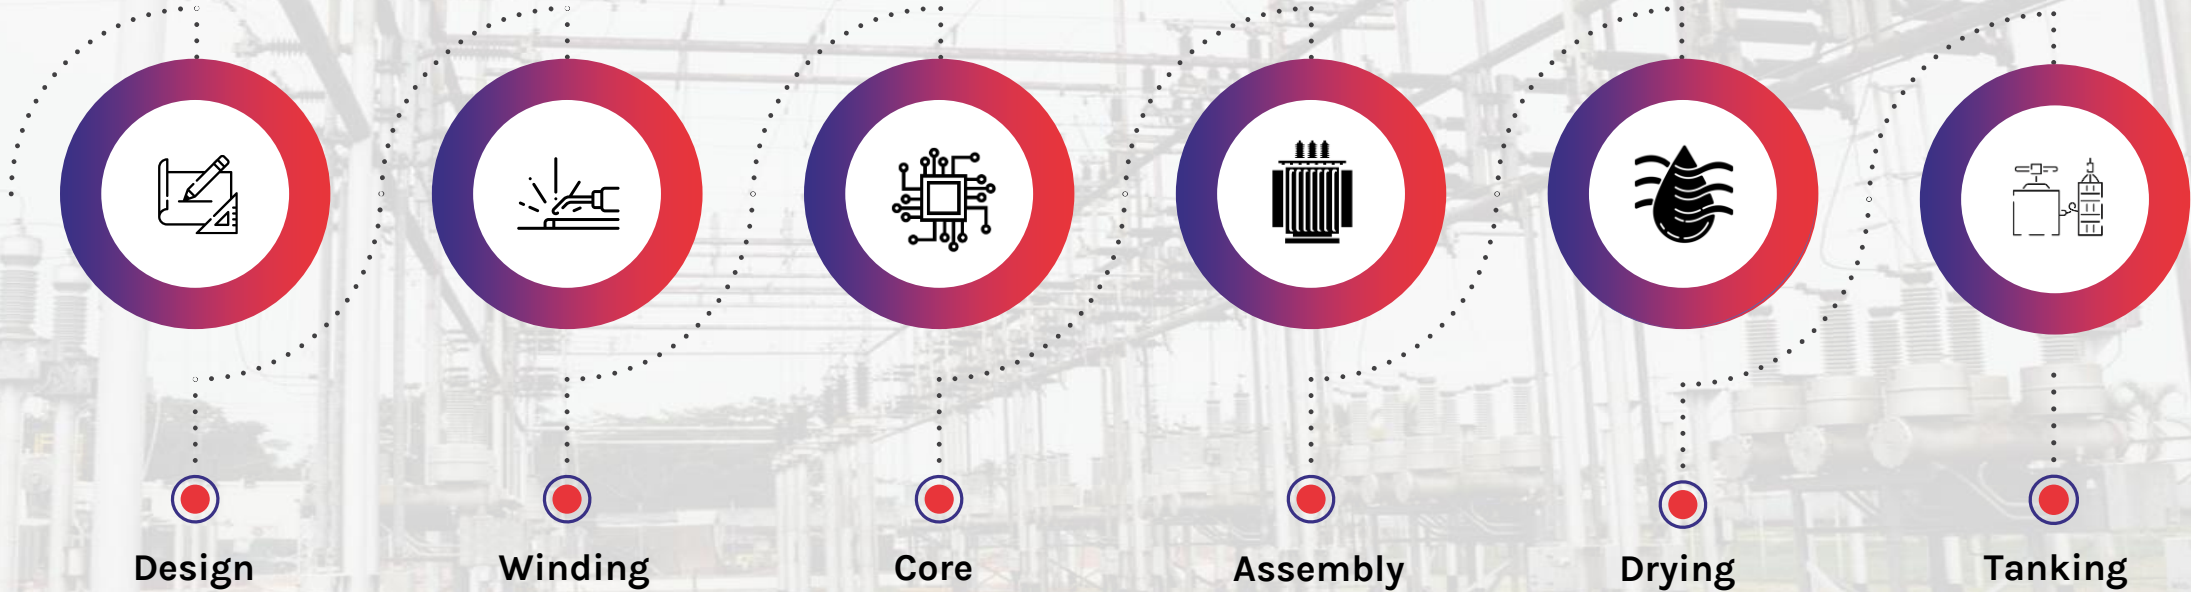 Design
Winding
Core
Assembly
Drying
Tanking